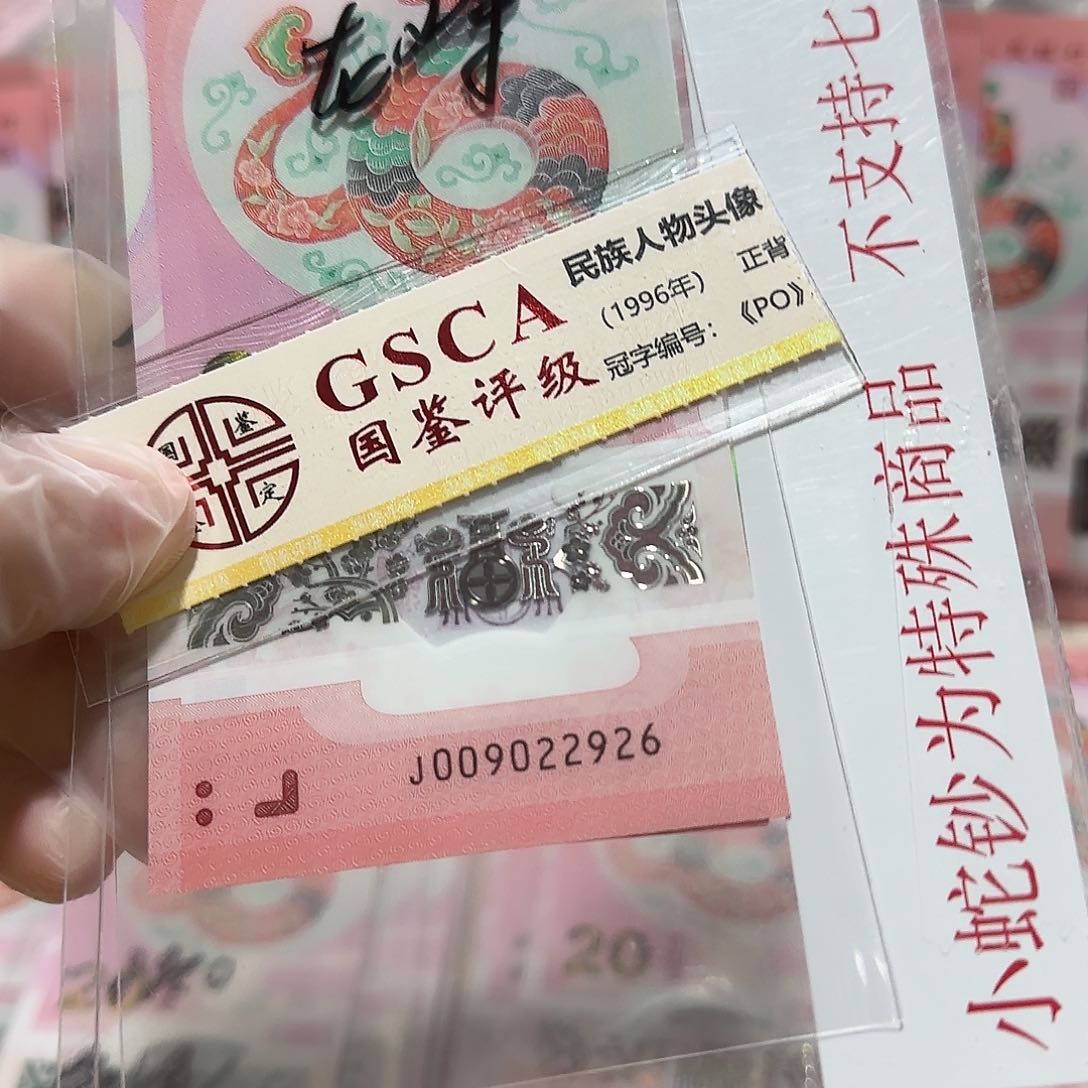 GSCA
国鉴评级
国鉴
定
民族人物头像
(1996年) 正背
冠字编号: 《PO》
J009022926
20
不支持七
小蛇钞为特殊商品